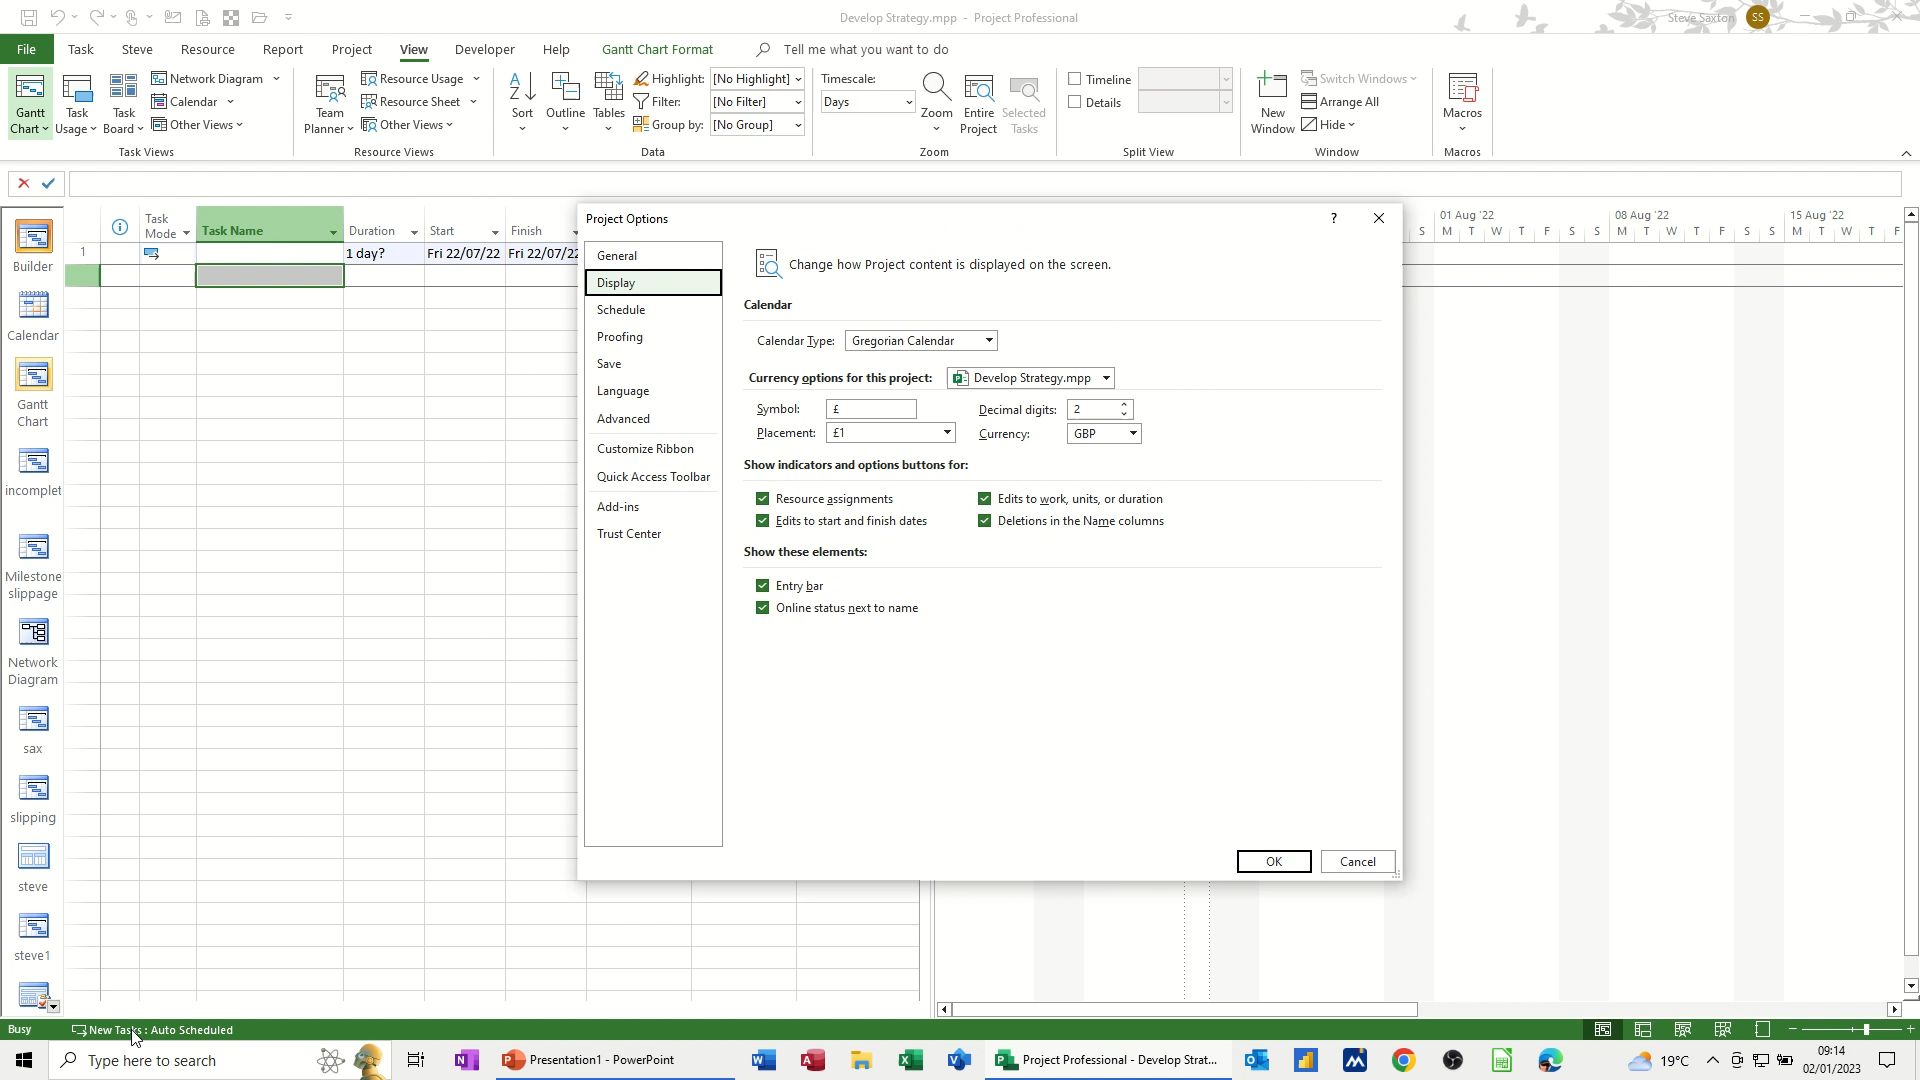 Develop Strategy.mpp - Project Professional
Steve Saxton SS
File Task Steve Resource Report Project View Developer Help Gantt Chart Format Tell me what you want to do
Gantt Chart
Task Usage
Task Board
Network Diagram
Calendar
Other Views
Task Views
Team Planner
Resource Usage
Resource Sheet
Other Views
Resource Views
Sort
Outline
Tables
Highlight: [No Highlight]
Filter: [No Filter]
Group by: [No Group]
Data
Timescale:
Days
Zoom
Entire Project
Selected Tasks
Zoom
Timeline
Details
Split View
New Window
Switch Windows
Arrange All
Hide
Window
Macros
Macros
Task Mode Task Name Duration Start Finish
1 1 day? Fri 22/07/22 Fri 22/07/22
01 Aug '22 08 Aug '22 15 Aug '22
S M T W T F S S M T W T F S S M T W T F
Builder
Calendar
Gantt
Chart
incomplet
Milestone
slippage
Network
Diagram
sax
slipping
steve
steve1
Project Options ?
General
Display
Schedule
Proofing
Save
Language
Advanced
Customize Ribbon
Quick Access Toolbar
Add-ins
Trust Center
Change how Project content is displayed on the screen.
Calendar
Calendar Type: Gregorian Calendar
Currency options for this project: Develop Strategy.mpp
Symbol: £ Decimal digits: 2
Placement: £1 Currency: GBP
Show indicators and options buttons for:
Resource assignments Edits to work, units, or duration
Edits to start and finish dates Deletions in the Name columns
Show these elements:
Entry bar
Online status next to name
OK Cancel
Busy New Tasks : Auto Scheduled
Type here to search Presentation1 - PowerPoint Project Professional - Develop Strat... 19°C 09:14
02/01/2023